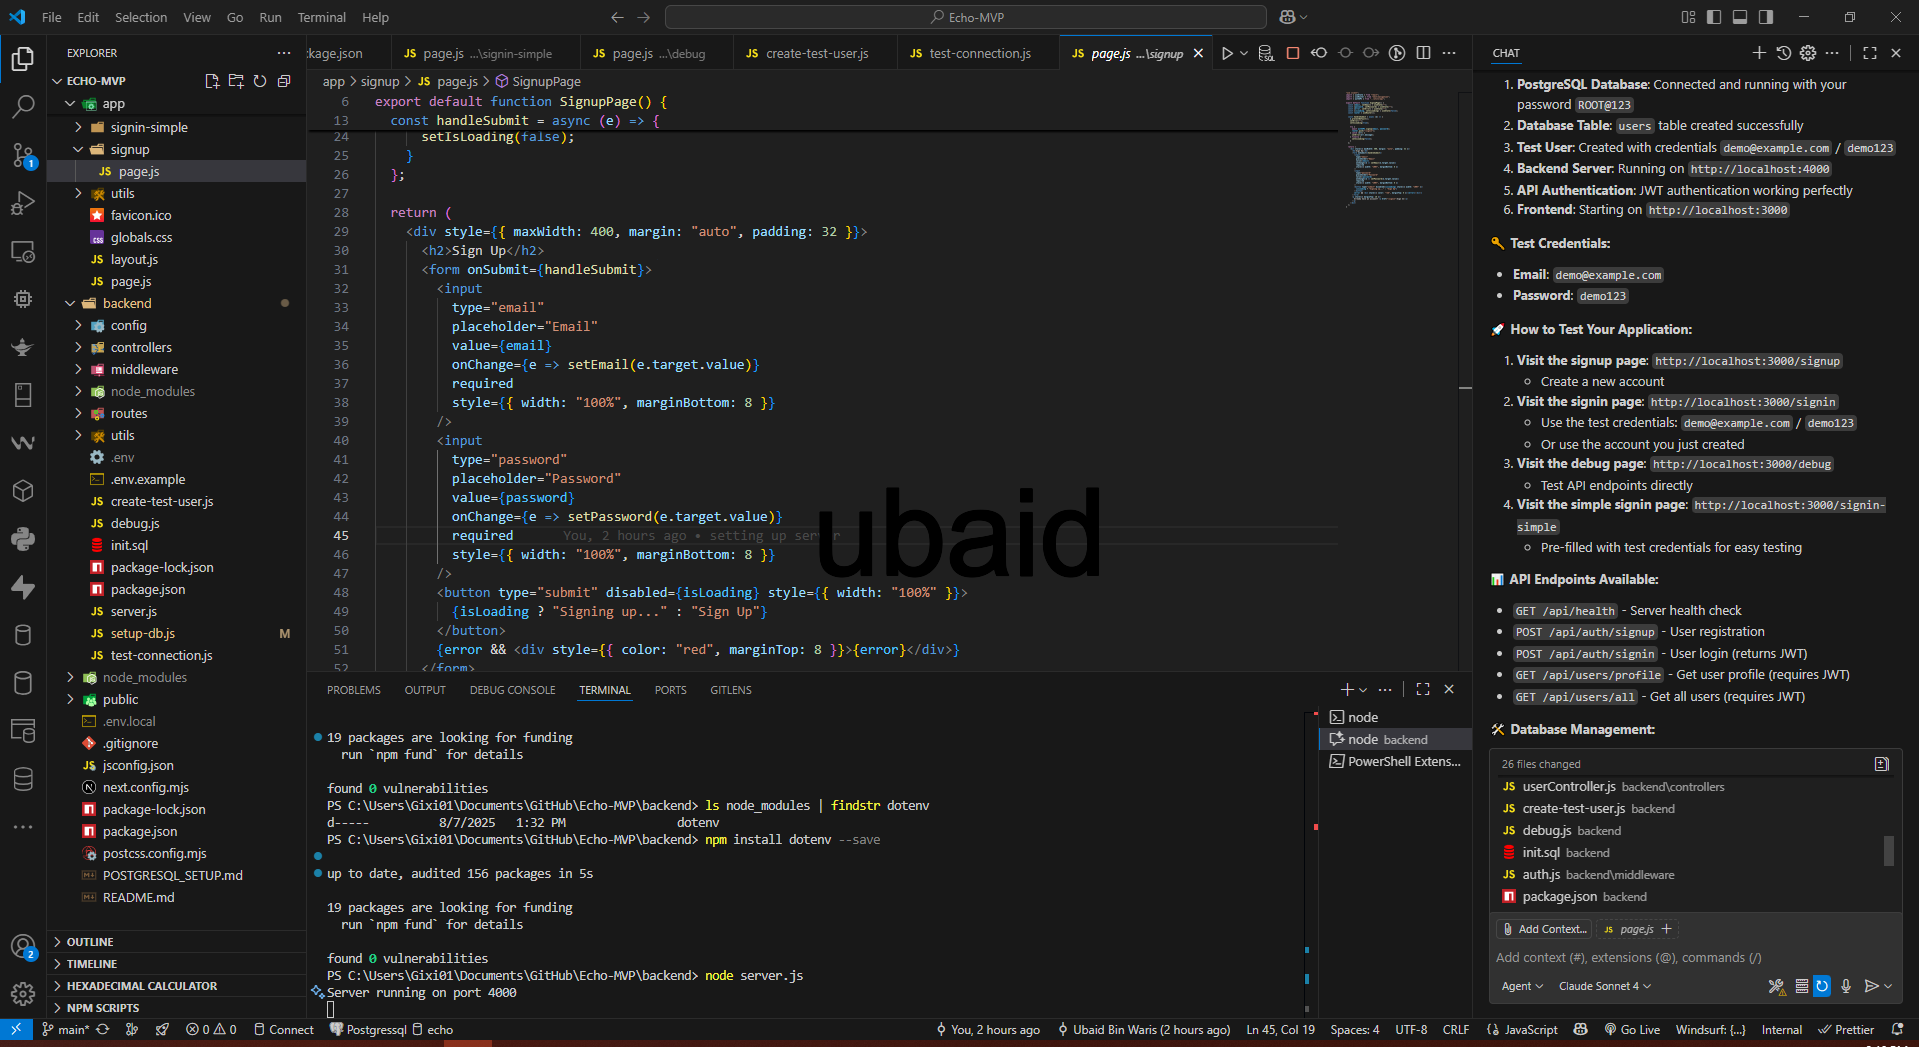 File Edit Selection View Go Run Terminal Help
Echo-MVP
EXPLORER
ECHO-MVP
app
signin-simple
signup
page.js
utils
favicon.ico
globals.css
layout.js
page.js
backend
config
controllers
middleware
node_modules
routes
utils
.env
.env.example
create-test-user.js
debug.js
init.sql
package-lock.json
package.json
server.js
setup-db.js M
test-connection.js
node_modules
public
.env.local
.gitignore
jsconfig.json
next.config.mjs
package-lock.json
package.json
postcss.config.mjs
POSTGRESQL_SETUP.md
README.md
OUTLINE
TIMELINE
HEXADECIMAL CALCULATOR
NPM SCRIPTS
kage.json page.js ...\signin-simple page.js ...\debug create-test-user.js test-connection.js page.js ...\signup
app > signup > page.js > SignupPage
6 export default function SignupPage() {
13 const handleSubmit = async (e) => {
24 setIsLoading(false);
25 }
26 };
27
28 return (
29 <div style={{ maxWidth: 400, margin: "auto", padding: 32 }}>
30 <h2>Sign Up</h2>
31 <form onSubmit={handleSubmit}>
32 <input
33 type="email"
34 placeholder="Email"
35 value={email}
36 onChange={e => setEmail(e.target.value)}
37 required
38 style={{ width: "100%", marginBottom: 8 }}
39 />
40 <input
41 type="password"
42 placeholder="Password"
43 value={password}
44 onChange={e => setPassword(e.target.value)}
45 required You, 2 hours ago • setting up server
46 style={{ width: "100%", marginBottom: 8 }}
47 />
48 <button type="submit" disabled={isLoading} style={{ width: "100%" }}>
49 {isLoading ? "Signing up..." : "Sign Up"}
50 </button>
51 {error && <div style={{ color: "red", marginTop: 8 }}>{error}</div>}
52 </form>
ubaid
PROBLEMS OUTPUT DEBUG CONSOLE TERMINAL PORTS GITLENS
19 packages are looking for funding
run `npm fund` for details
found 0 vulnerabilities
PS C:\Users\Gixi01\Documents\GitHub\Echo-MVP\backend> ls node_modules | findstr dotenv
d----- 8/7/2025 1:32 PM dotenv
PS C:\Users\Gixi01\Documents\GitHub\Echo-MVP\backend> npm install dotenv --save
up to date, audited 156 packages in 5s
19 packages are looking for funding
run `npm fund` for details
found 0 vulnerabilities
PS C:\Users\Gixi01\Documents\GitHub\Echo-MVP\backend> node server.js
Server running on port 4000
node
node backend
PowerShell Extens...
CHAT
1. PostgreSQL Database: Connected and running with your
password ROOT@123
2. Database Table: users table created successfully
3. Test User: Created with credentials demo@example.com / demo123
4. Backend Server: Running on http://localhost:4000
5. API Authentication: JWT authentication working perfectly
6. Frontend: Starting on http://localhost:3000
🔑 Test Credentials:
• Email: demo@example.com
• Password: demo123
🚀 How to Test Your Application:
1. Visit the signup page: http://localhost:3000/signup
Create a new account
2. Visit the signin page: http://localhost:3000/signin
Use the test credentials: demo@example.com / demo123
Or use the account you just created
3. Visit the debug page: http://localhost:3000/debug
Test API endpoints directly
4. Visit the simple signin page: http://localhost:3000/signin-
simple
Pre-filled with test credentials for easy testing
📊 API Endpoints Available:
• GET /api/health - Server health check
• POST /api/auth/signup - User registration
• POST /api/auth/signin - User login (returns JWT)
• GET /api/users/profile - Get user profile (requires JWT)
• GET /api/users/all - Get all users (requires JWT)
🛠 Database Management:
26 files changed
userController.js backend\controllers
create-test-user.js backend
debug.js backend
init.sql backend
auth.js backend\middleware
package.json backend
Add Context... page.js
Add context (#), extensions (@), commands (/)
Agent Claude Sonnet 4
main* 0 0 Connect Postgressql echo You, 2 hours ago Ubaid Bin Waris (2 hours ago) Ln 45, Col 19 Spaces: 4 UTF-8 CRLF JavaScript Go Live Windsurf: {...} Internal Prettier